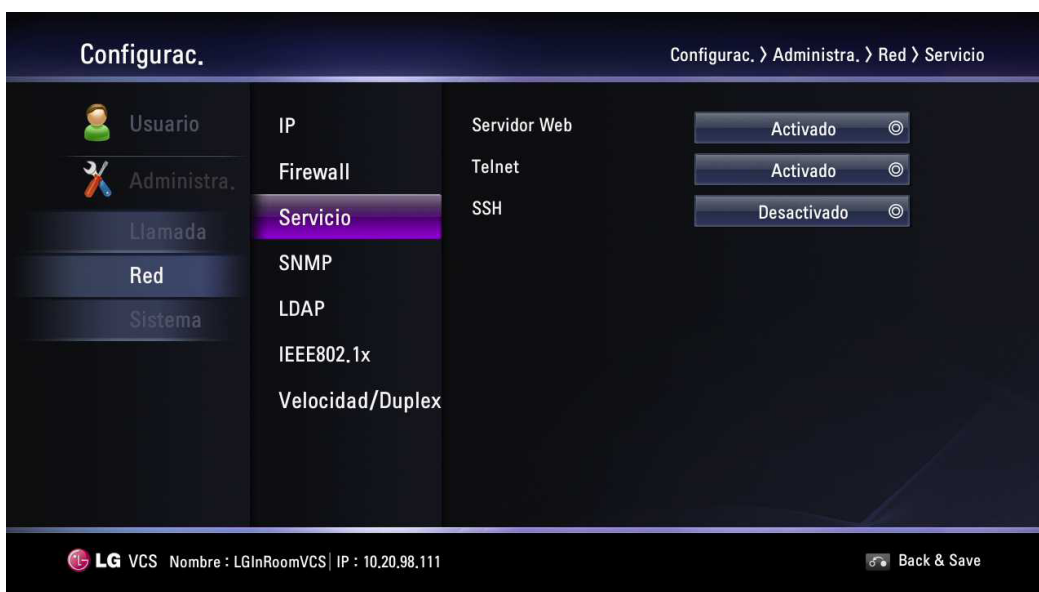 Configurac.
Configurac. > Administra. > Red > Servicio
Usuario
Administra.
Llamada
Red
Sistema
IP
Firewall
Servicio
SNMP
LDAP
IEEE802.1x
Velocidad/Duplex
Servidor Web Activado
Telnet Activado
SSH Desactivado
LG VCS Nombre : LGInRoomVCS | IP : 10.20.98.111
Back & Save